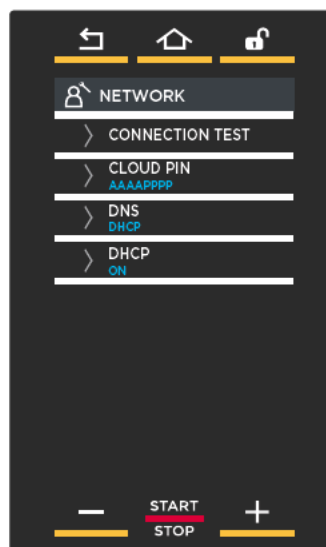 NETWORK
CONNECTION TEST
CLOUD PIN
AAAAPPPP
DNS
DHCP
DHCP
ON
START
STOP